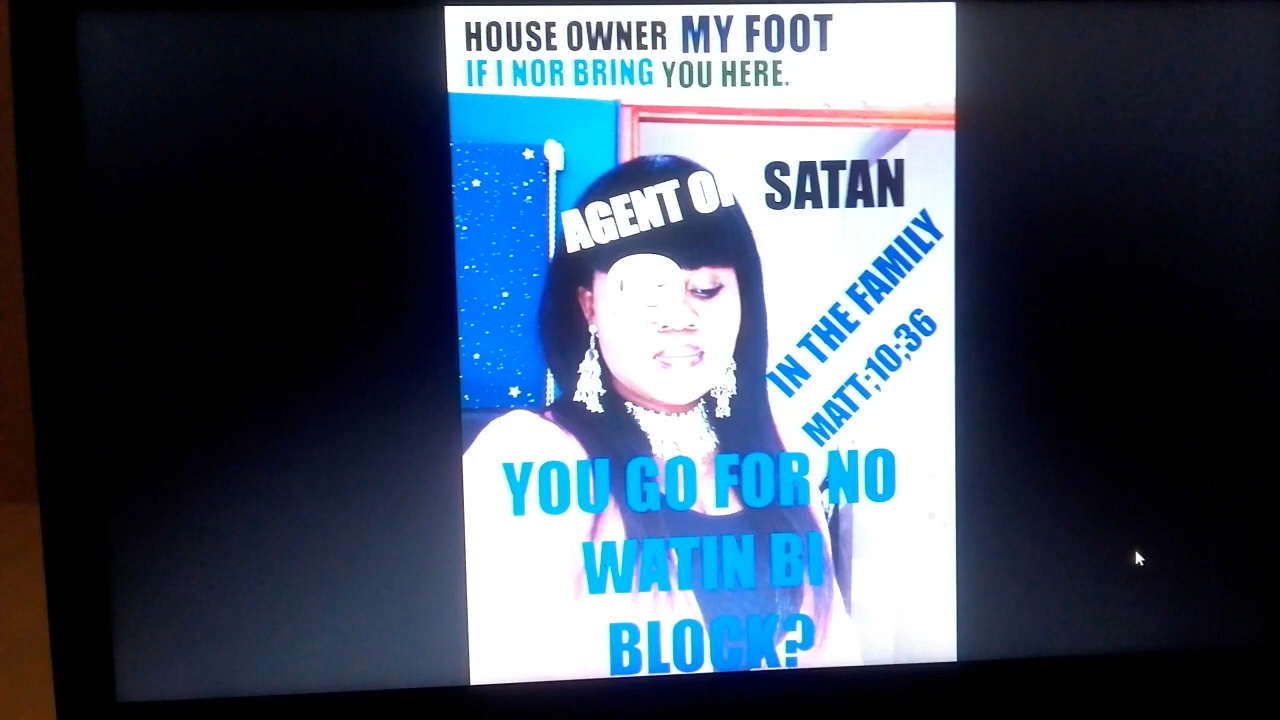 HOUSE OWNER MY FOOT
IF I NOR BRING YOU HERE.
AGENT OF SATAN
IN THE FAMILY
MATT;10;36
YOU GO FOR NO
WATIN BI
BLOCK?